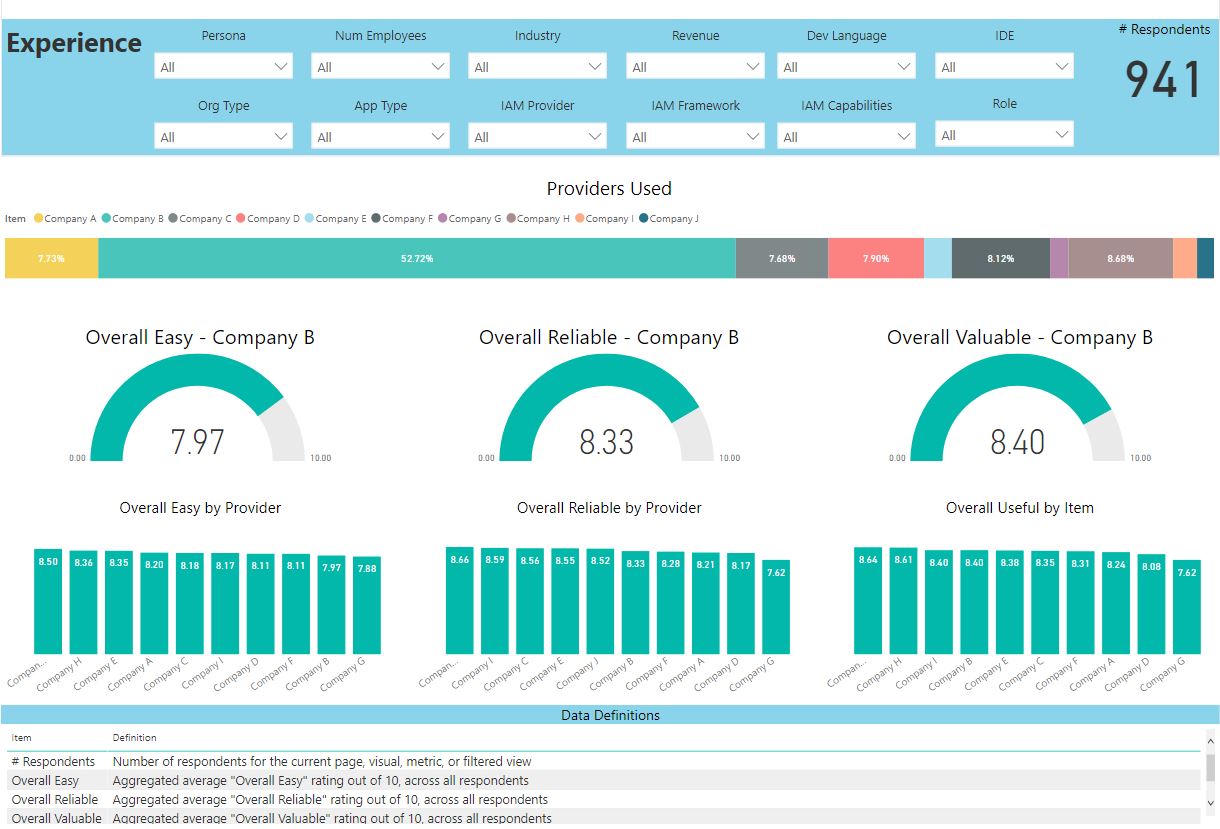 Experience
Persona Num Employees Industry Revenue Dev Language IDE # Respondents
All All All All All All
941
Org Type App Type IAM Provider IAM Framework IAM Capabilities Role
All All All All All All
Providers Used
Item Company A Company B Company C Company D Company E Company F Company G Company H Company I Company J
7.73% 52.72% 7.68% 7.90% 8.12% 8.68%
Overall Easy - Company B Overall Reliable - Company B Overall Valuable - Company B
7.97 8.33 8.40
0.00 10.00 0.00 10.00 0.00 10.00
Overall Easy by Provider Overall Reliable by Provider Overall Useful by Item
8.50 8.36 8.35 8.20 8.18 8.17 8.11 8.11 7.97 7.88 8.66 8.59 8.56 8.55 8.52 8.33 8.28 8.21 8.17 7.62 8.64 8.61 8.40 8.40 8.38 8.35 8.31 8.24 8.08 7.62
Compan... Company H Company E Company A Company C Company I Company D Company F Company B Company G Compan... Company I Company C Company E Company J Company B Company F Company A Company D Company G Compan... Company H Company I Company B Company E Company C Company F Company A Company D Company G
Data Definitions
Item Definition
# Respondents Number of respondents for the current page, visual, metric, or filtered view
Overall Easy Aggregated average "Overall Easy" rating out of 10, across all respondents
Overall Reliable Aggregated average "Overall Reliable" rating out of 10, across all respondents
Overall Valuable Aggregated average "Overall Valuable" rating out of 10, across all respondents